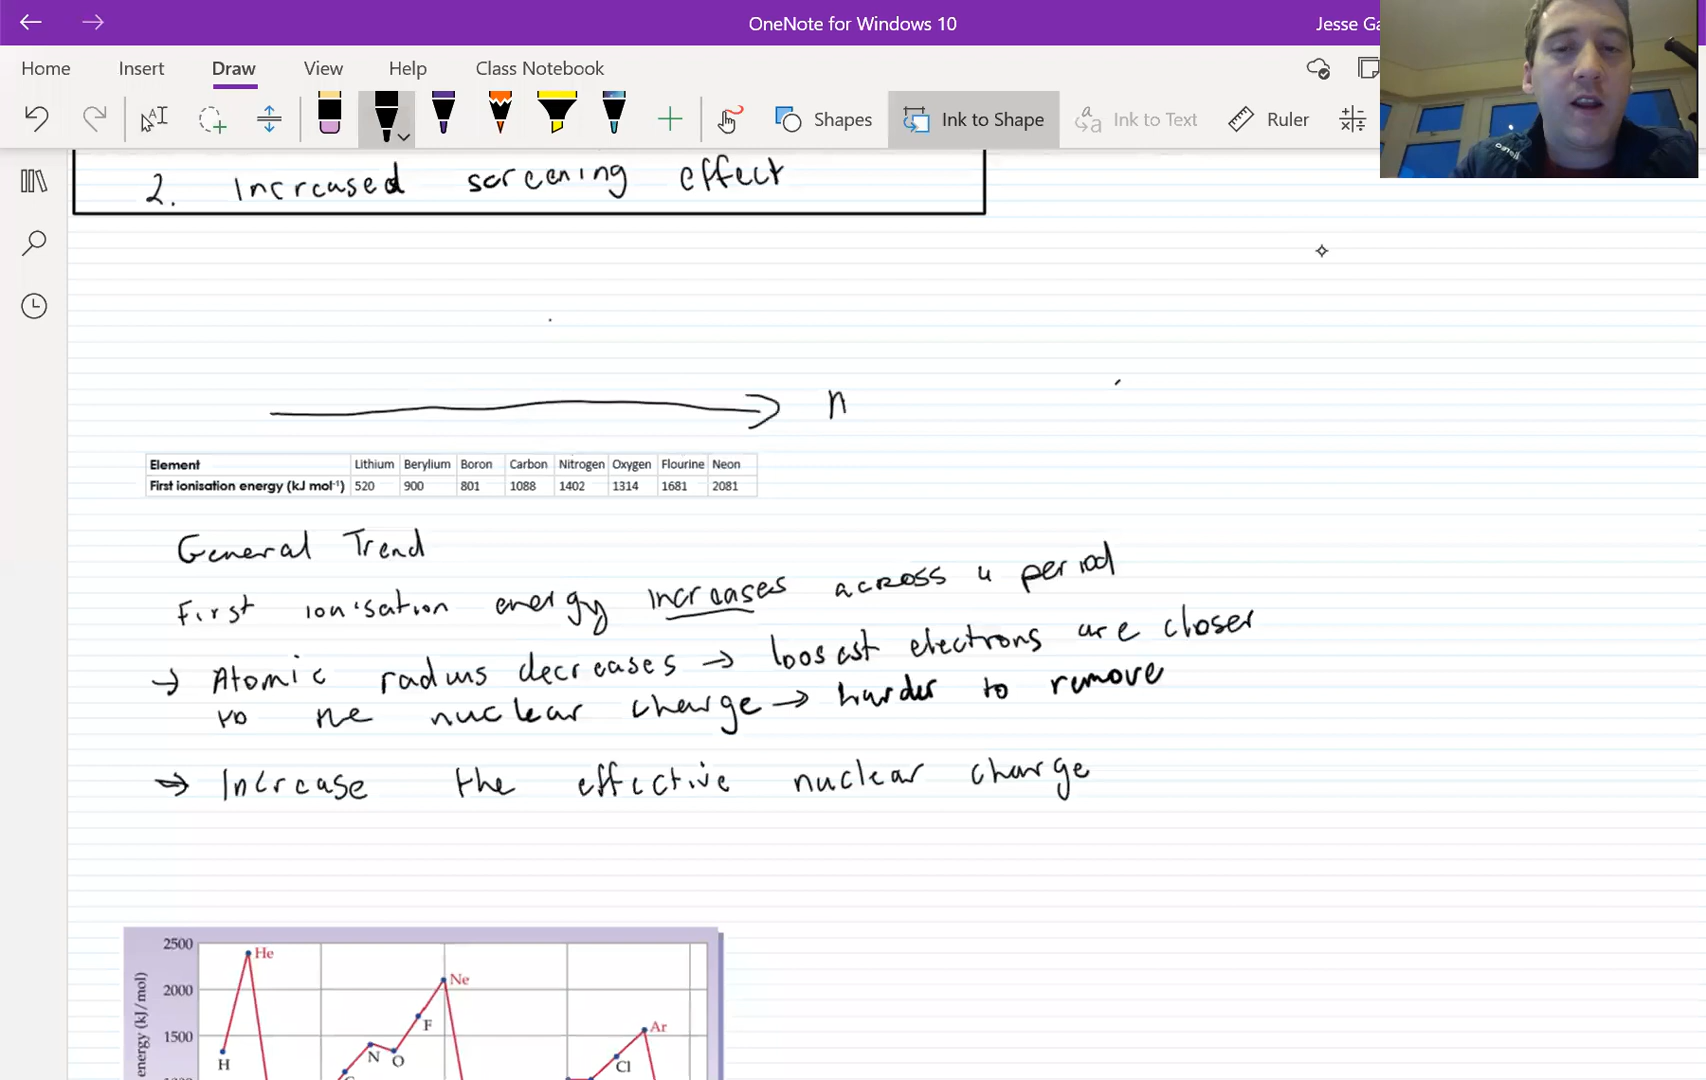 OneNote for Windows 10
Jesse Ga
Home Insert Draw View Help Class Notebook
Shapes Ink to Shape Ink to Text Ruler
2. Increased screening effect
n
Element Lithium Berylium Boron Carbon Nitrogen Oxygen Flourine Neon
First ionisation energy (kJ mol⁻¹) 520 900 801 1088 1402 1314 1681 2081
General Trend
First ionisation energy increases across a period
→ Atomic radius decreases → loosest electrons are closer
to the nuclear charge → harder to remove
→ Increase the effective nuclear charge
2500
He
2000
Ne
1500
energy (kJ/mol)
H
N
O
F
Cl
Ar